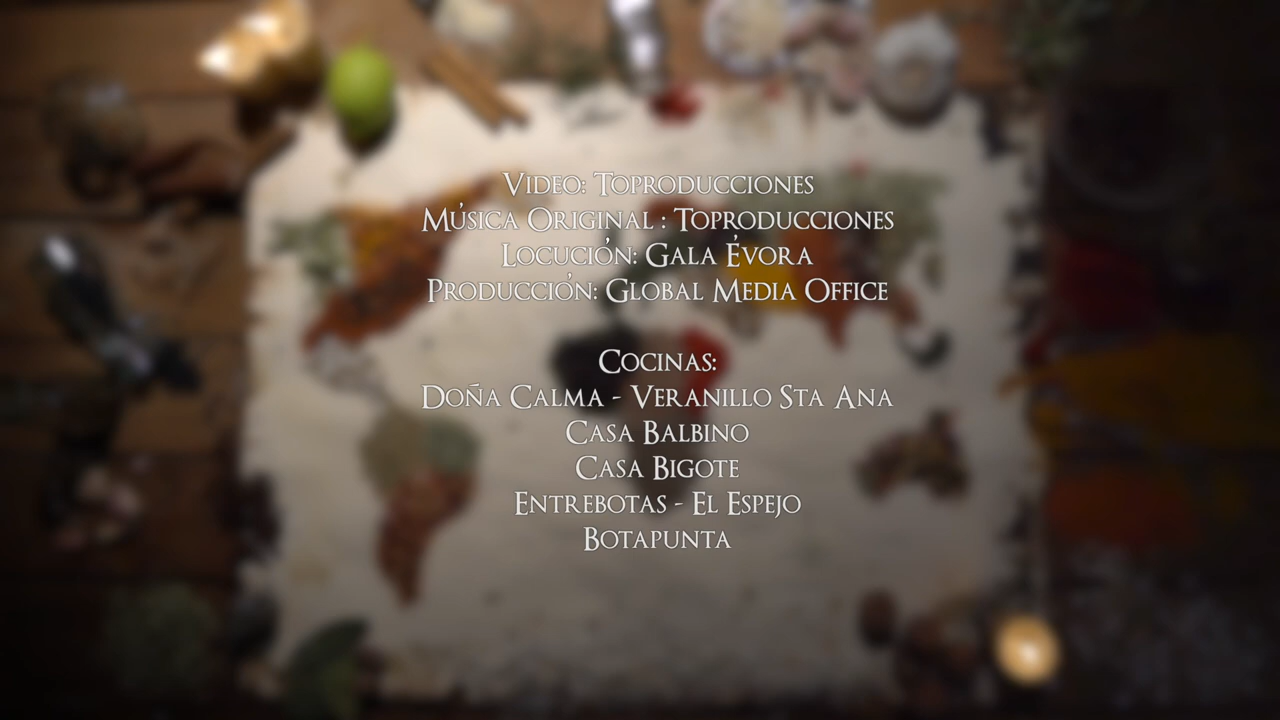 Video: Toproducciones
Música Original : Toproducciones
Locución: Gala Évora
Producción: Global Media Office
Cocinas:
Doña Calma - Veranillo Sta Ana
Casa Balbino
Casa Bigote
Entrebotas - El Espejo
Botapunta